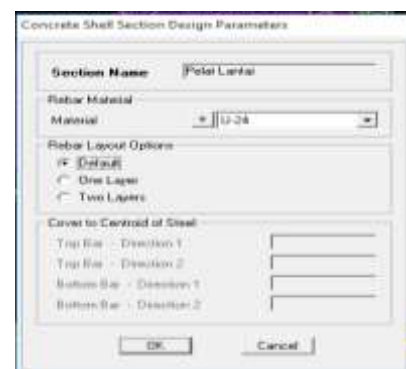 Concrete Shell Section Design Parameters
Section Name Pelat Lantai
Rebar Material
Material + U-24
Rebar Layout Options
Default
One Layer
Two Layers
Cover to Centroid of Steel
Top Bar - Direction 1
Top Bar - Direction 2
Bottom Bar - Direction 1
Bottom Bar - Direction 2
OK Cancel